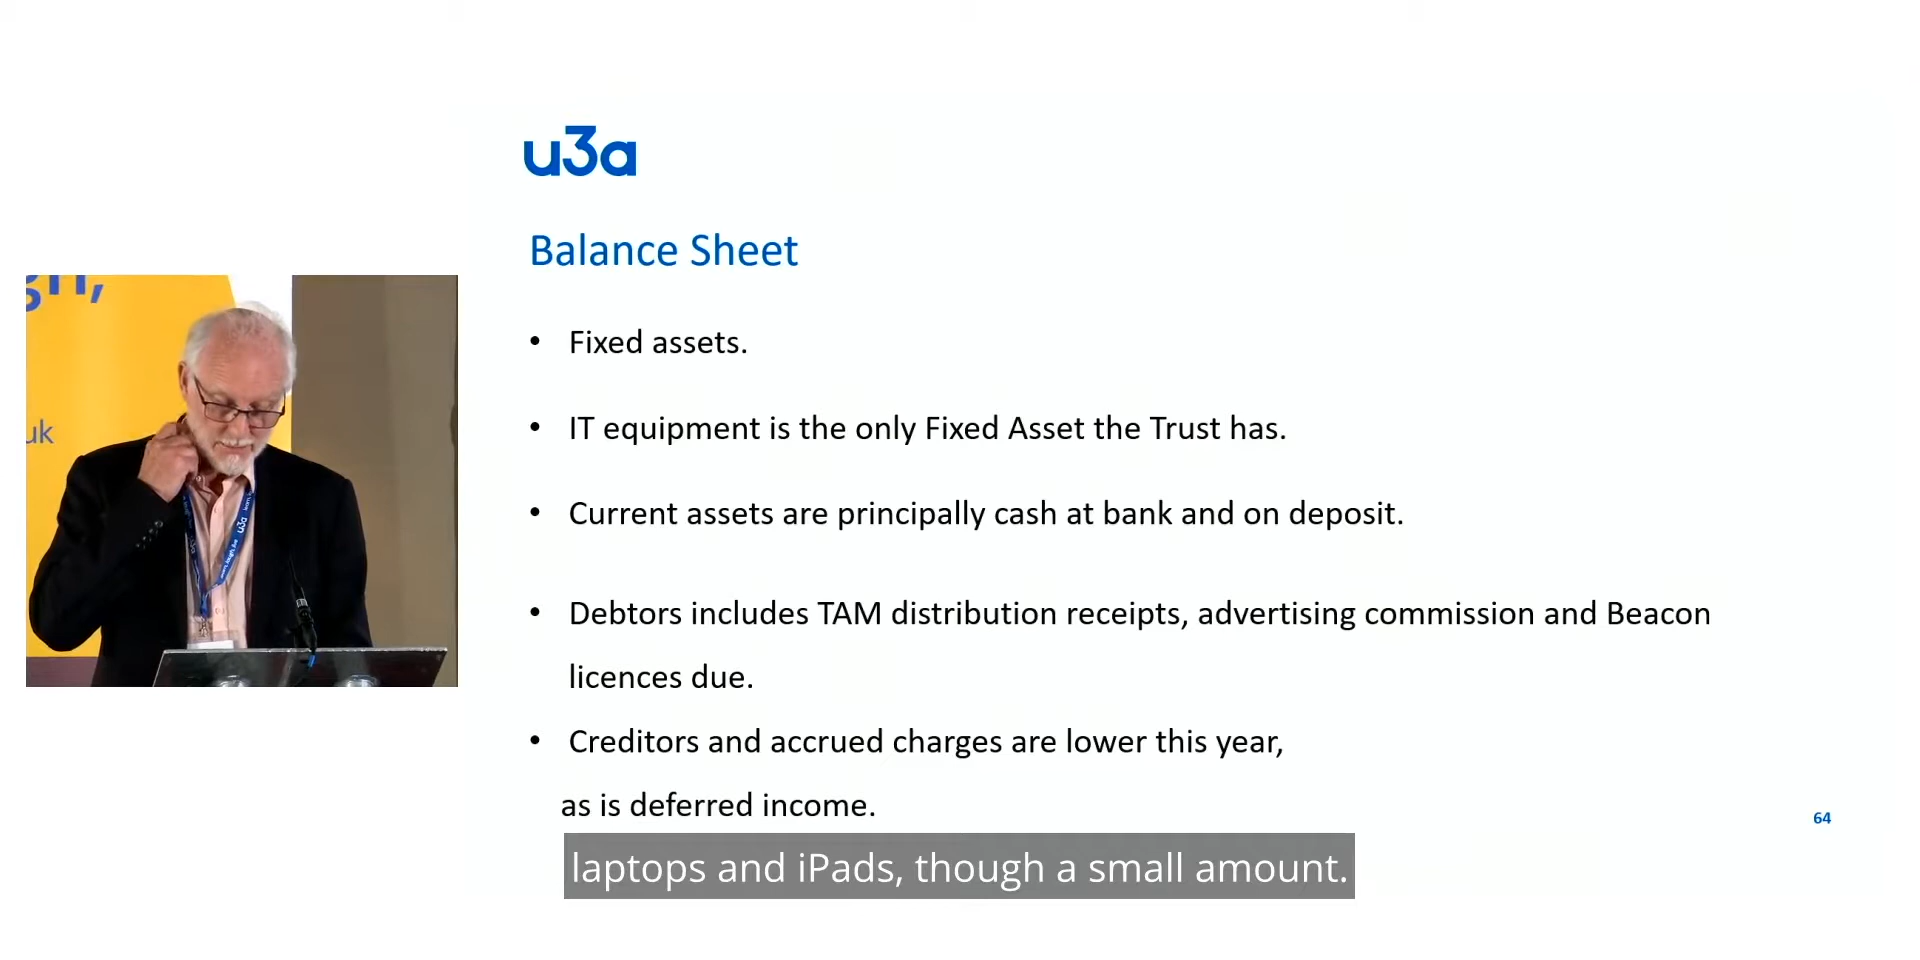 u3a
Balance Sheet
• Fixed assets.
• IT equipment is the only Fixed Asset the Trust has.
• Current assets are principally cash at bank and on deposit.
• Debtors includes TAM distribution receipts, advertising commission and Beacon
licences due.
• Creditors and accrued charges are lower this year,
as is deferred income.
64
laptops and iPads, though a small amount.
uk
u3a